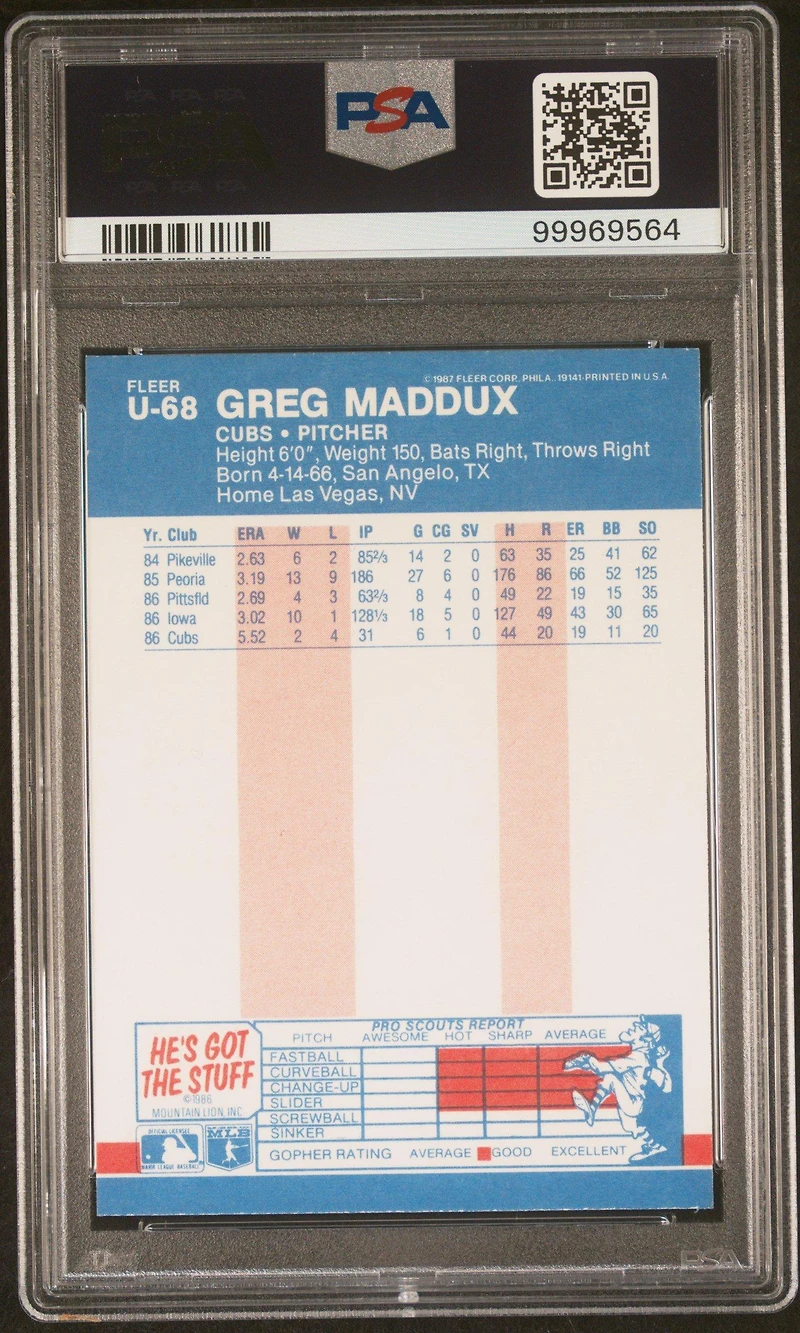 PSA
99969564
FLEER
© 1987 FLEER CORP. PHILA., 19141-PRINTED IN U.S.A.
U-68 GREG MADDUX
CUBS • PITCHER
Height 6'0", Weight 150, Bats Right, Throws Right
Born 4-14-66, San Angelo, TX
Home Las Vegas, NV
Yr. Club ERA W L IP G CG SV H R ER BB SO
84 Pikeville 2.63 6 2 85⅔ 14 2 0 63 35 25 41 62
85 Peoria 3.19 13 9 186 27 6 0 176 86 66 52 125
86 Pittsfld 2.69 4 3 63⅔ 8 4 0 49 22 19 15 35
86 Iowa 3.02 10 1 128⅓ 18 5 0 127 49 43 30 65
86 Cubs 5.52 2 4 31 6 1 0 44 20 19 11 20
HE'S GOT
THE STUFF
©1986
MOUNTAIN LION, INC
PRO SCOUTS REPORT
PITCH AWESOME HOT SHARP AVERAGE
FASTBALL
CURVEBALL
CHANGE-UP
SLIDER
SCREWBALL
SINKER
GOPHER RATING AVERAGE GOOD EXCELLENT
OFFICIAL LICENSEE
MAJOR LEAGUE BASEBALL
MLB
PSA